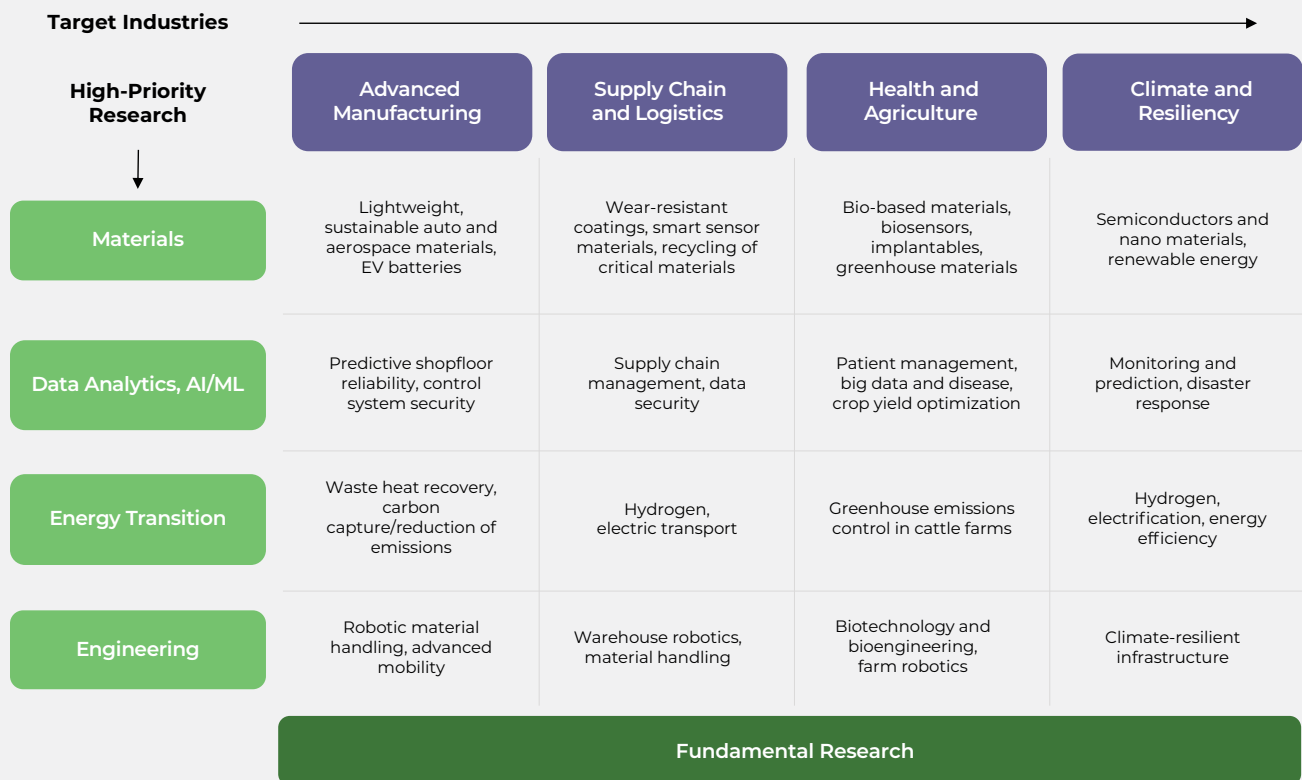 Target Industries
High-Priority
Research
Advanced
Manufacturing
Supply Chain
and Logistics
Health and
Agriculture
Climate and
Resiliency
Materials
Lightweight,
sustainable auto and
aerospace materials,
EV batteries
Wear-resistant
coatings, smart sensor
materials, recycling of
critical materials
Bio-based materials,
biosensors,
implantables,
greenhouse materials
Semiconductors and
nano materials,
renewable energy
Data Analytics, AI/ML
Predictive shopfloor
reliability, control
system security
Supply chain
management, data
security
Patient management,
big data and disease,
crop yield optimization
Monitoring and
prediction, disaster
response
Energy Transition
Waste heat recovery,
carbon
capture/reduction of
emissions
Hydrogen,
electric transport
Greenhouse emissions
control in cattle farms
Hydrogen,
electrification, energy
efficiency
Engineering
Robotic material
handling, advanced
mobility
Warehouse robotics,
material handling
Biotechnology and
bioengineering,
farm robotics
Climate-resilient
infrastructure
Fundamental Research